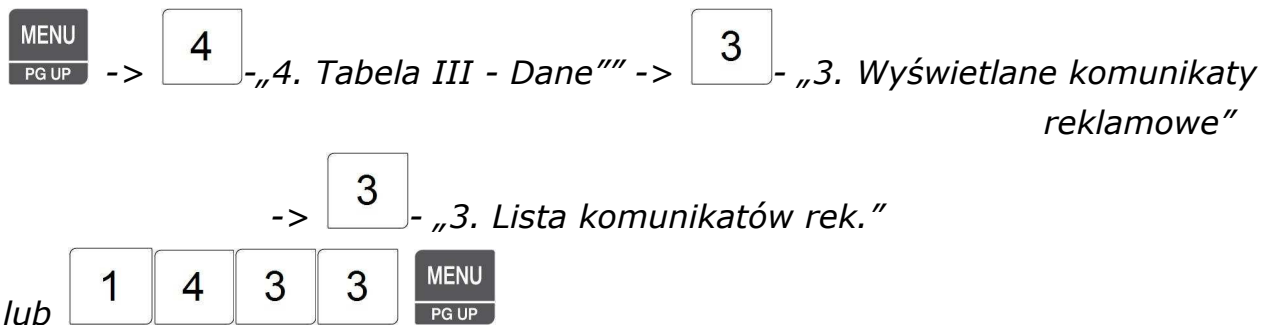 MENU PG UP -> 4 -„4. Tabela III - Dane”” -> 3 - „3. Wyświetlane komunikaty
reklamowe”
-> 3 - „3. Lista komunikatów rek.”
lub 1 4 3 3 MENU PG UP